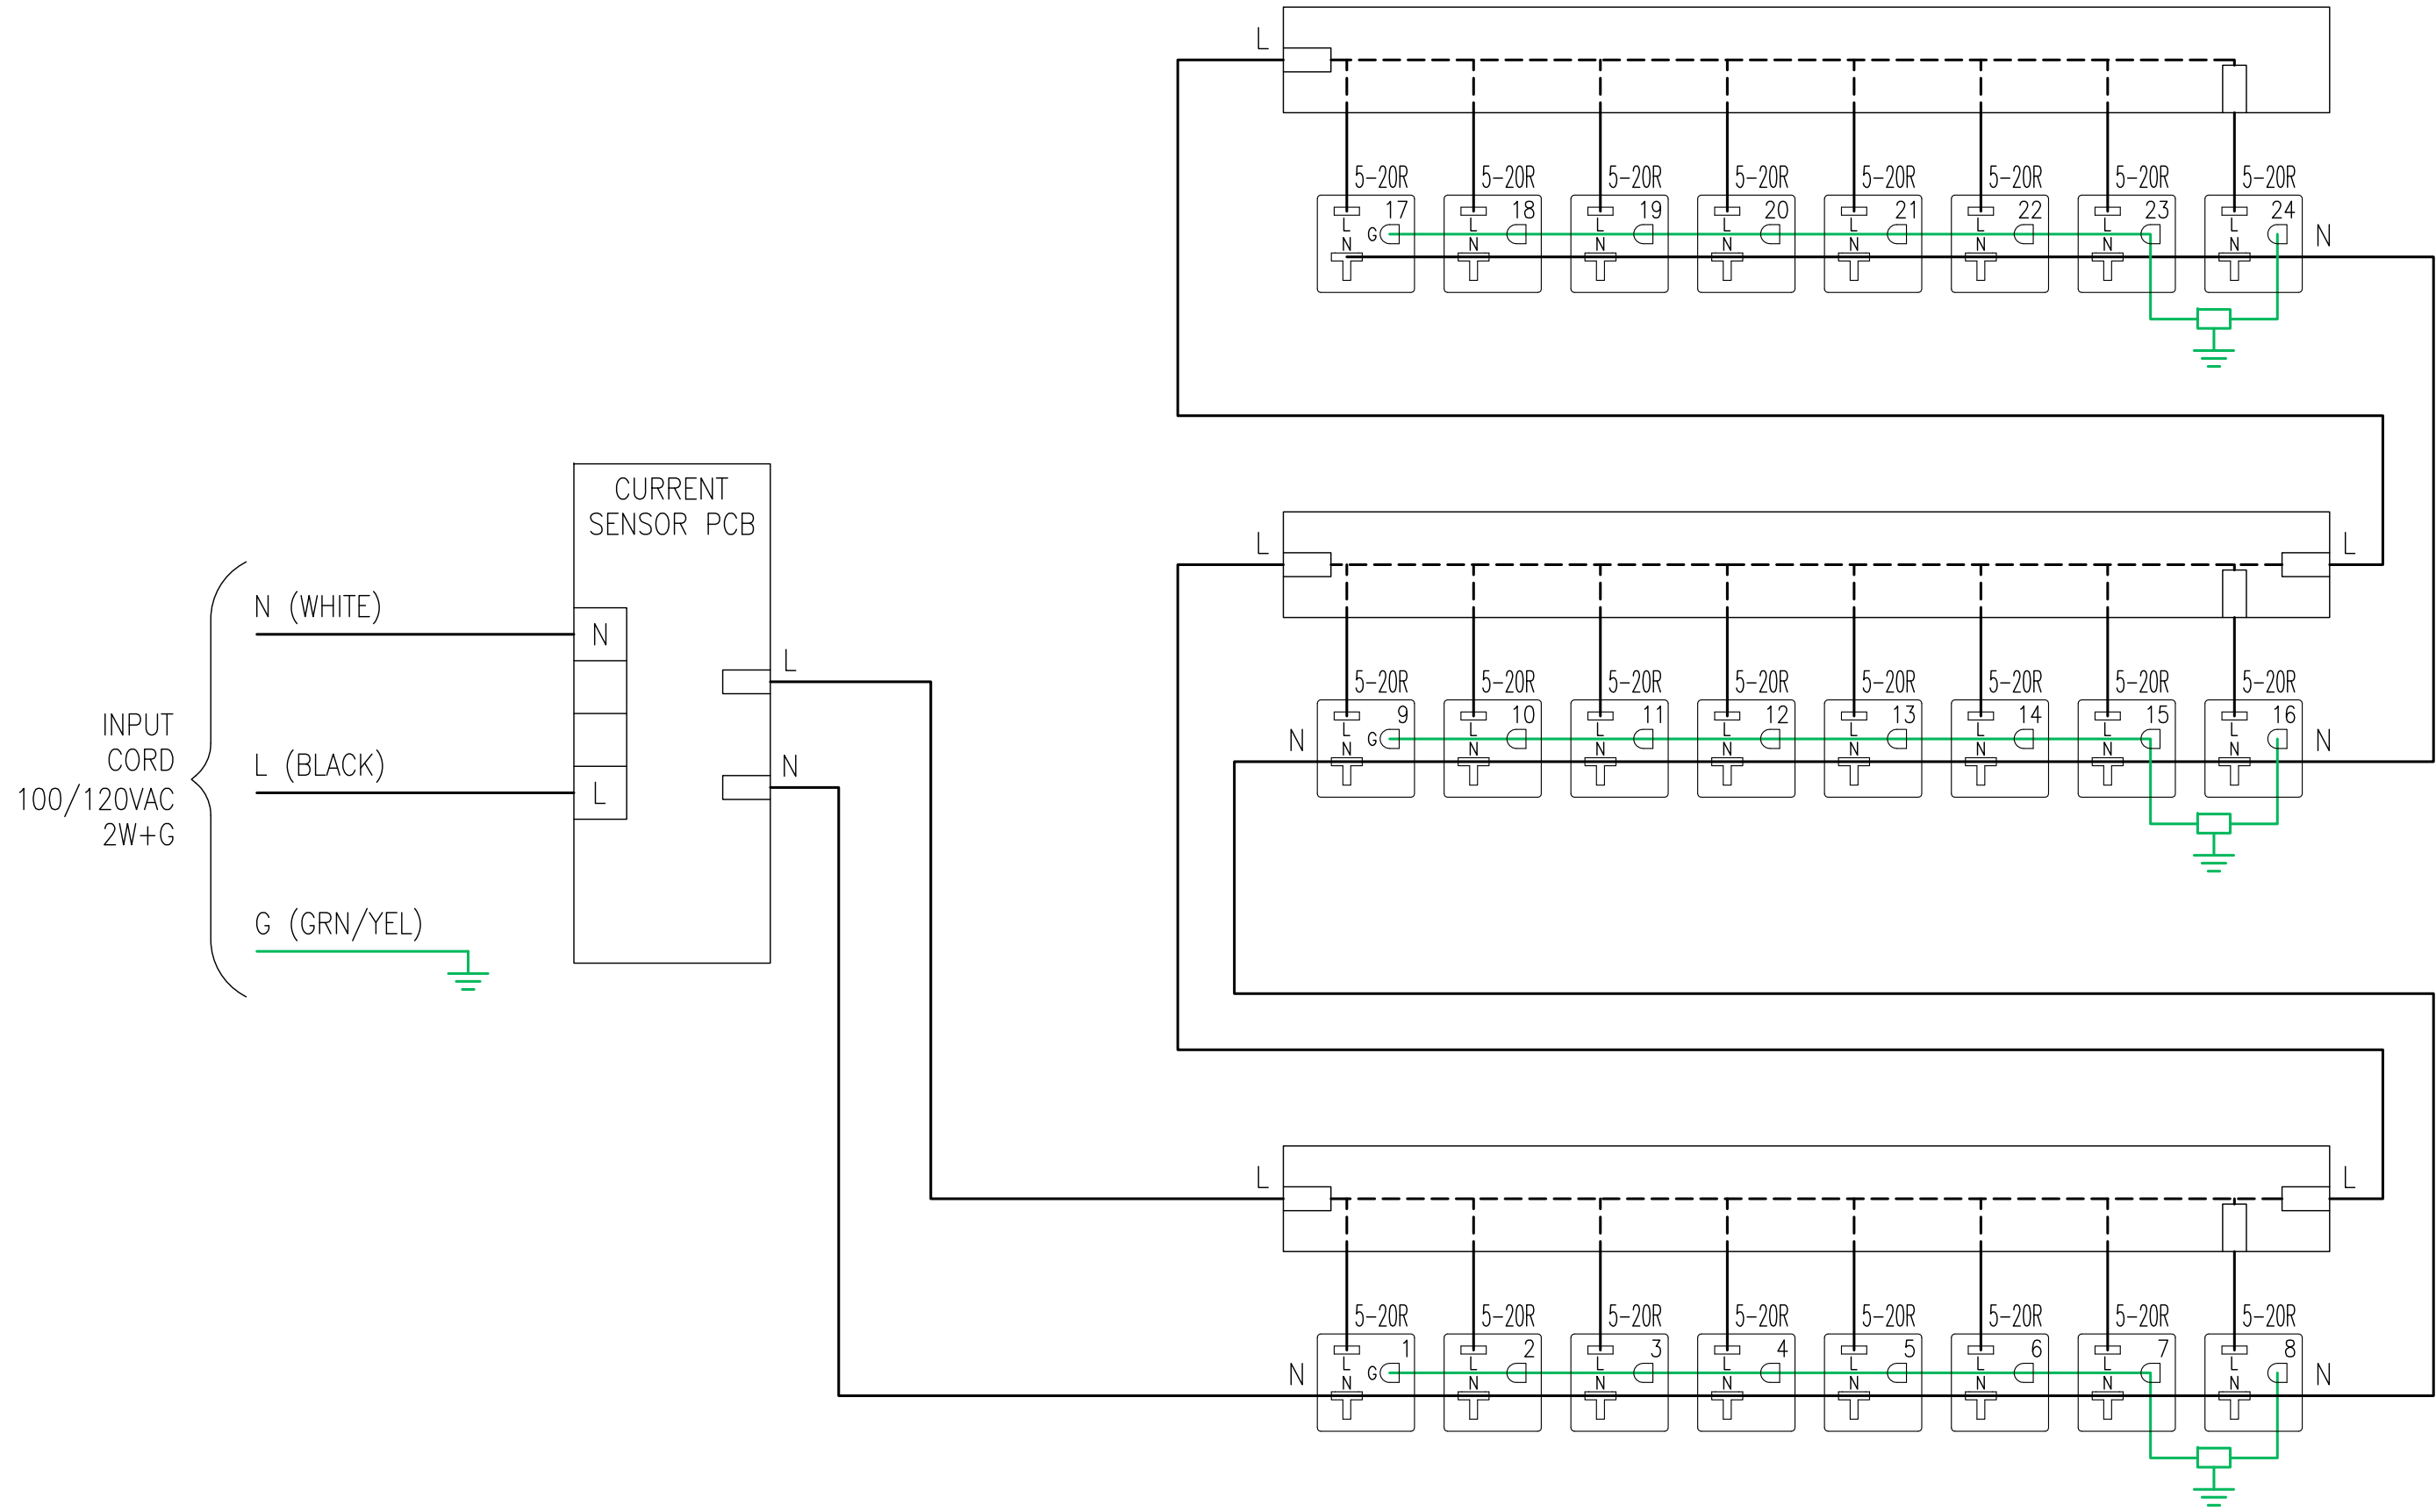 L
5-20R 5-20R 5-20R 5-20R 5-20R 5-20R 5-20R 5-20R
17 18 19 20 21 22 23 24
L L L L L L L L
G N
N N N N N N N N
CURRENT
SENSOR PCB
L L
N (WHITE)
N
L
5-20R 5-20R 5-20R 5-20R 5-20R 5-20R 5-20R 5-20R
9 10 11 12 13 14 15 16
L L L L L L L L
N G N
N N N N N N N N
INPUT
CORD
100/120VAC
2W+G
L (BLACK)
L
N
G (GRN/YEL)
L L
5-20R 5-20R 5-20R 5-20R 5-20R 5-20R 5-20R 5-20R
1 2 3 4 5 6 7 8
L L L L L L L L
N G N
N N N N N N N N